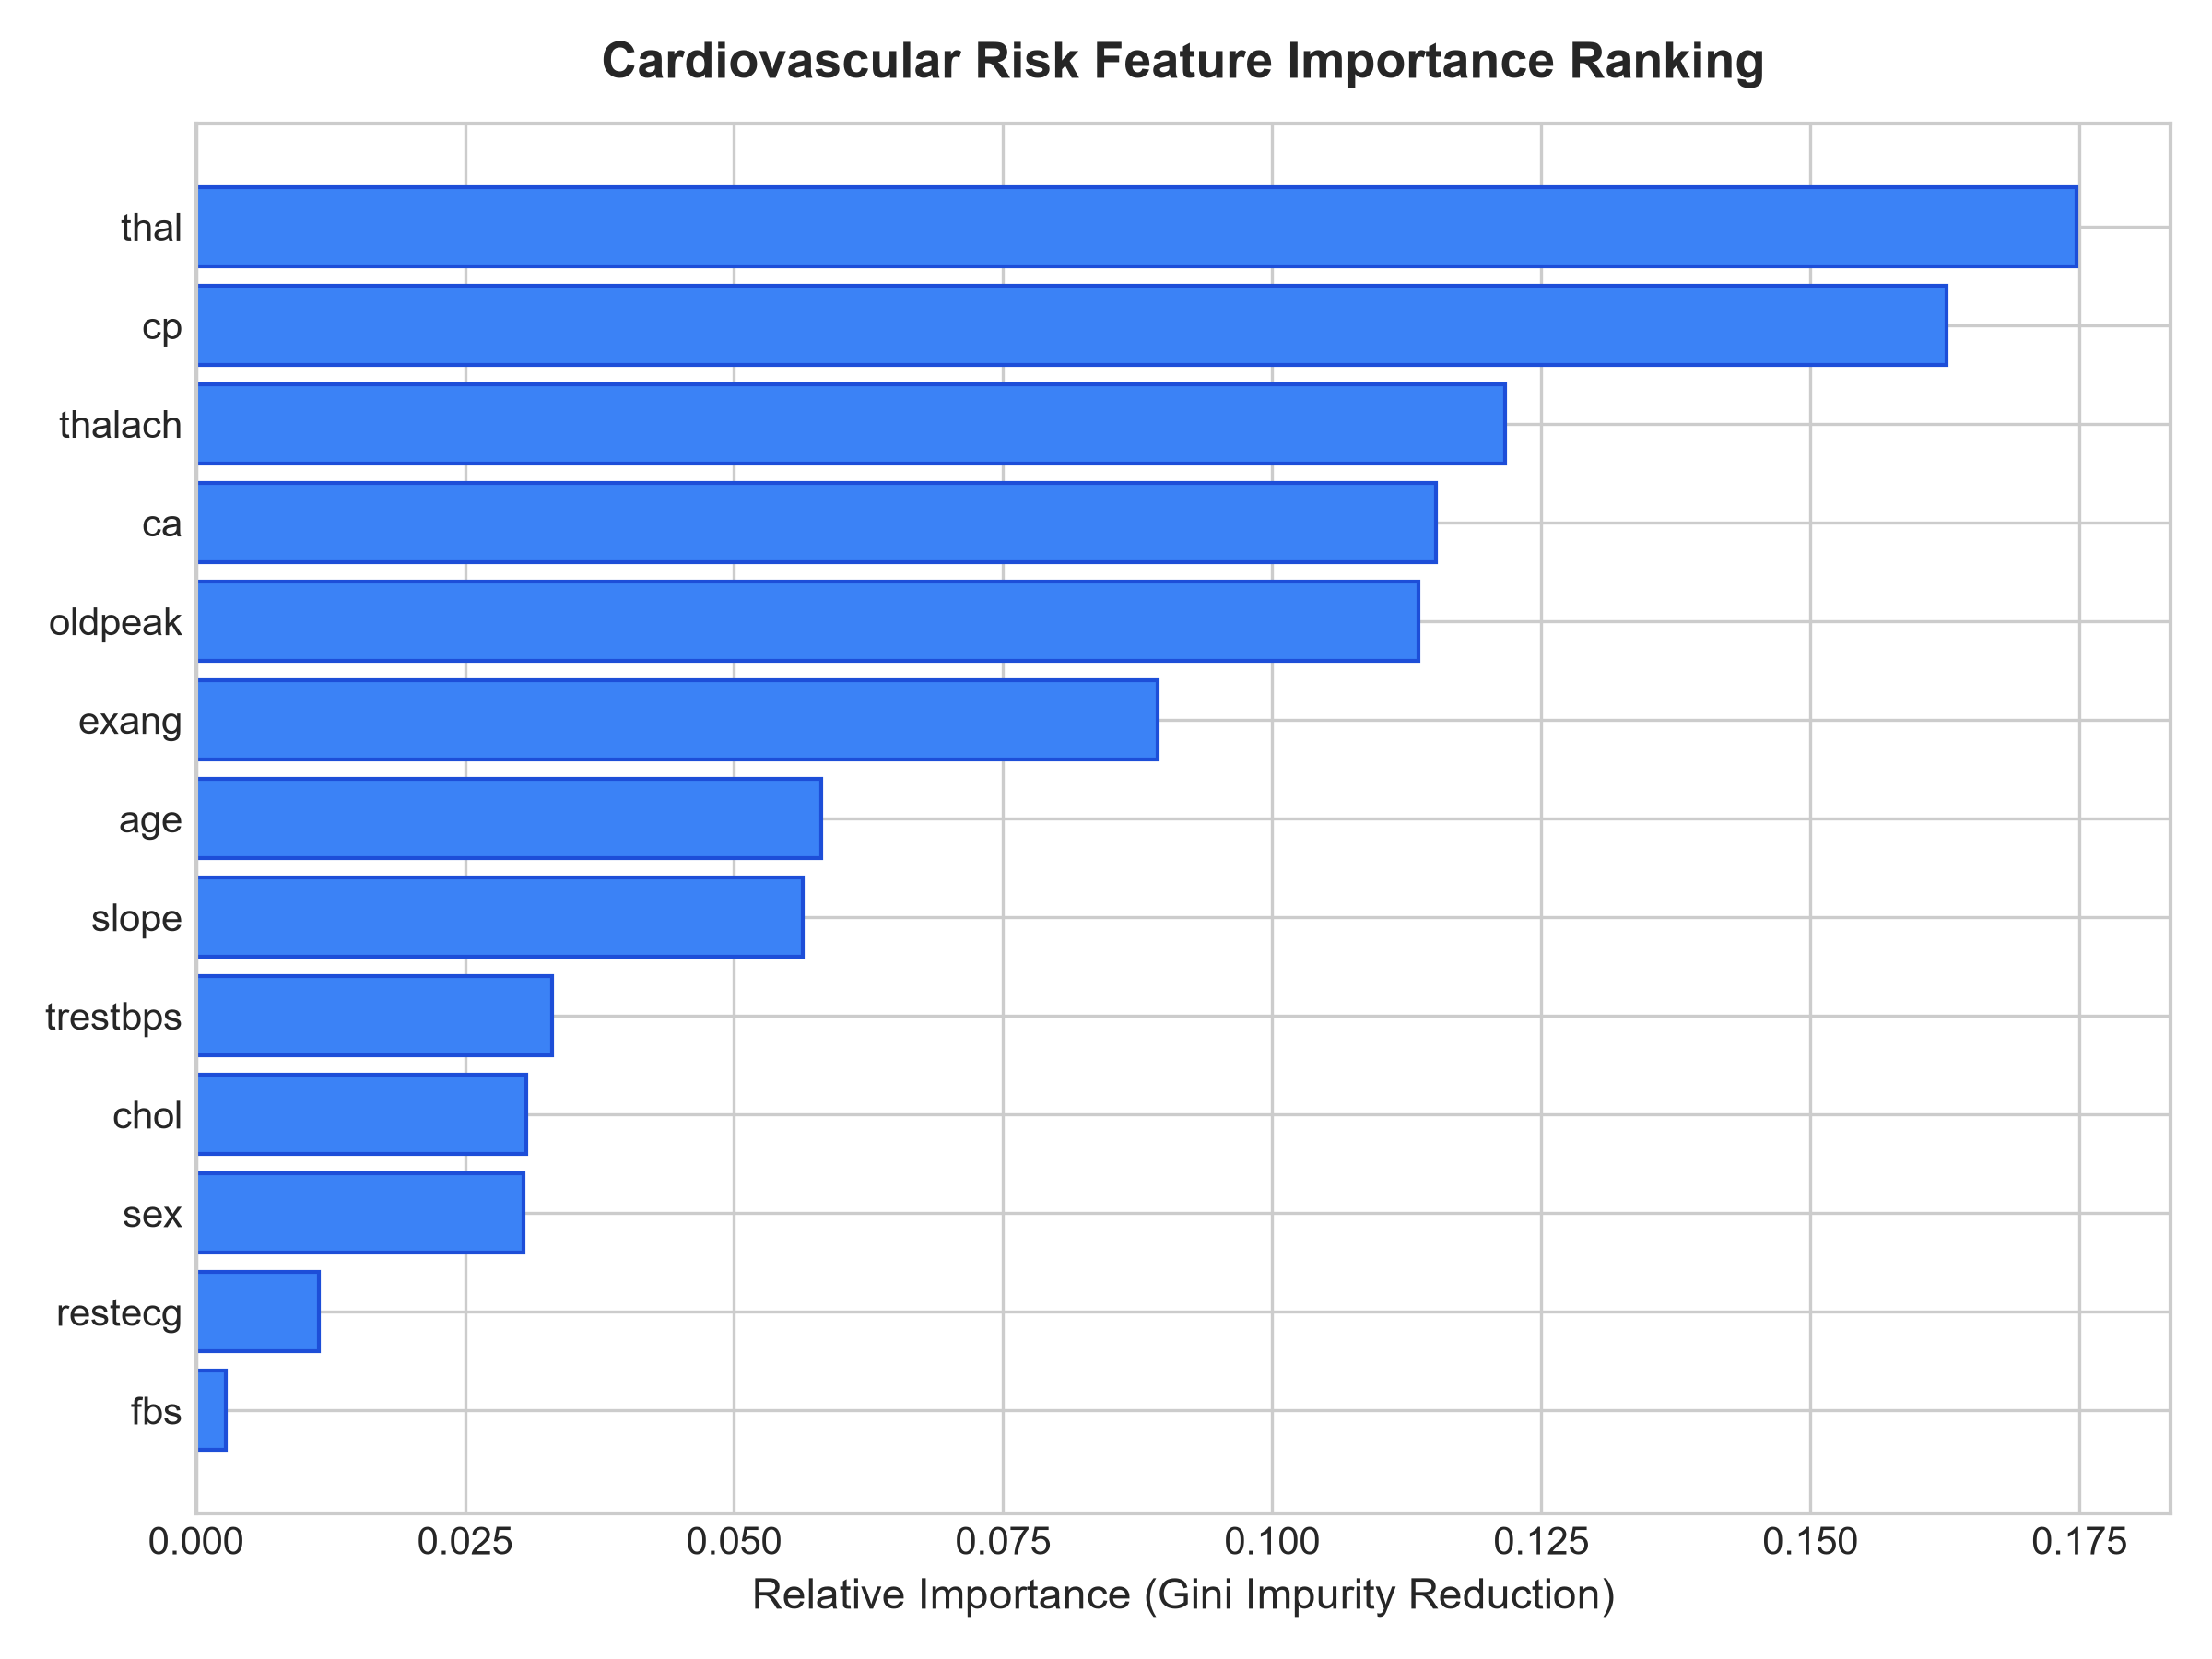 Cardiovascular Risk Feature Importance Ranking
thal
cp
thalach
ca
oldpeak
exang
age
slope
trestbps
chol
sex
restecg
fbs
0.000 0.025 0.050 0.075 0.100 0.125 0.150 0.175
Relative Importance (Gini Impurity Reduction)